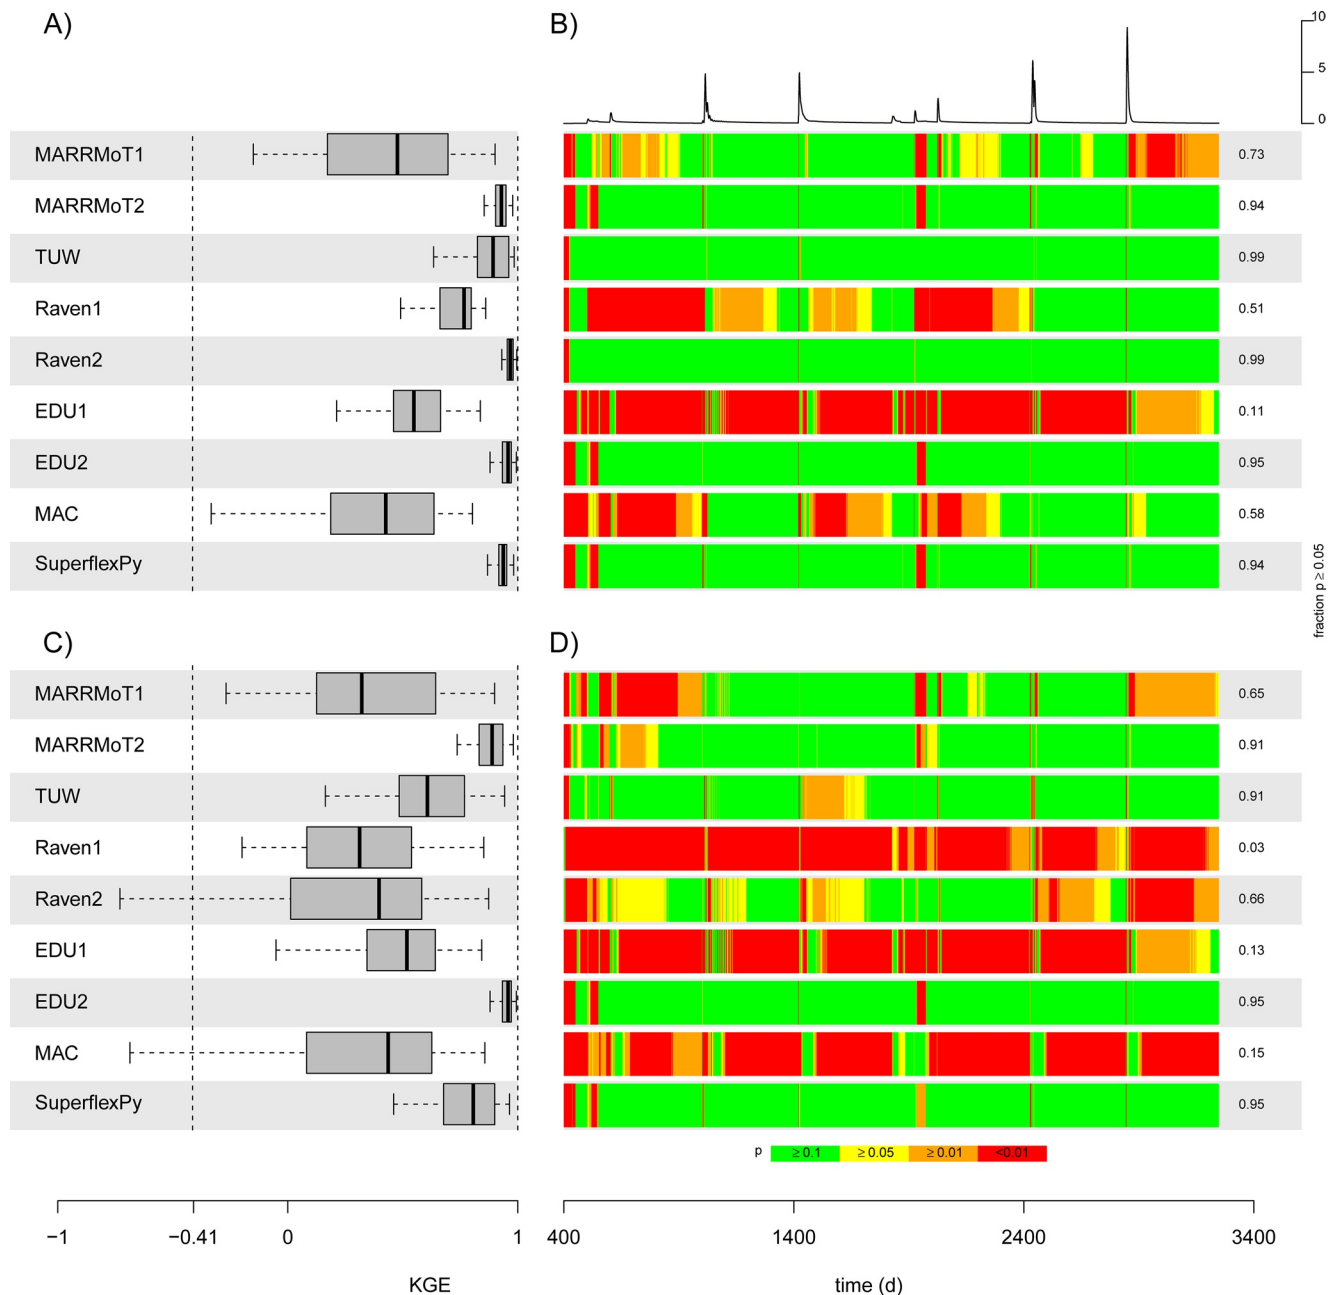 A)
B)
10
5
0
MARRMoT1
0.73
MARRMoT2
0.94
TUW
0.99
Raven1
0.51
Raven2
0.99
EDU1
0.11
EDU2
0.95
MAC
0.58
SuperflexPy
0.94
fraction p ≥ 0.05
C)
D)
MARRMoT1
0.65
MARRMoT2
0.91
TUW
0.91
Raven1
0.03
Raven2
0.66
EDU1
0.13
EDU2
0.95
MAC
0.15
SuperflexPy
0.95
p ≥ 0.1 ≥ 0.05 ≥ 0.01 <0.01
−1 −0.41 0 1
400 1400 2400 3400
KGE
time (d)